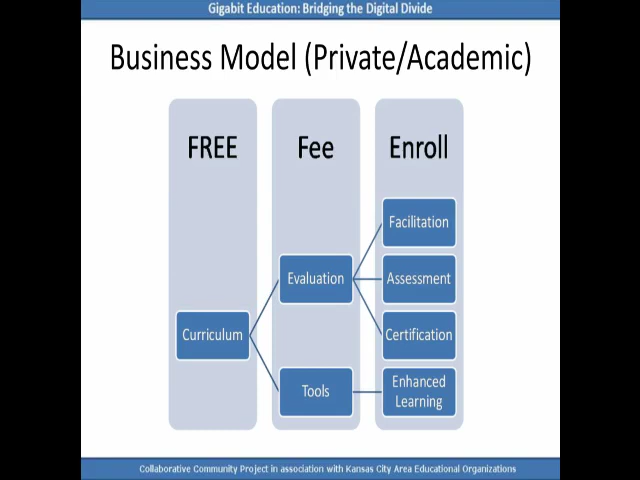 Gigabit Education: Bridging the Digital Divide
Business Model (Private/Academic)
FREE
Fee
Enroll
Facilitation
Evaluation
Assessment
Curriculum
Certification
Tools
Enhanced
Learning
Collaborative Community Project in association with Kansas City Area Educational Organizations